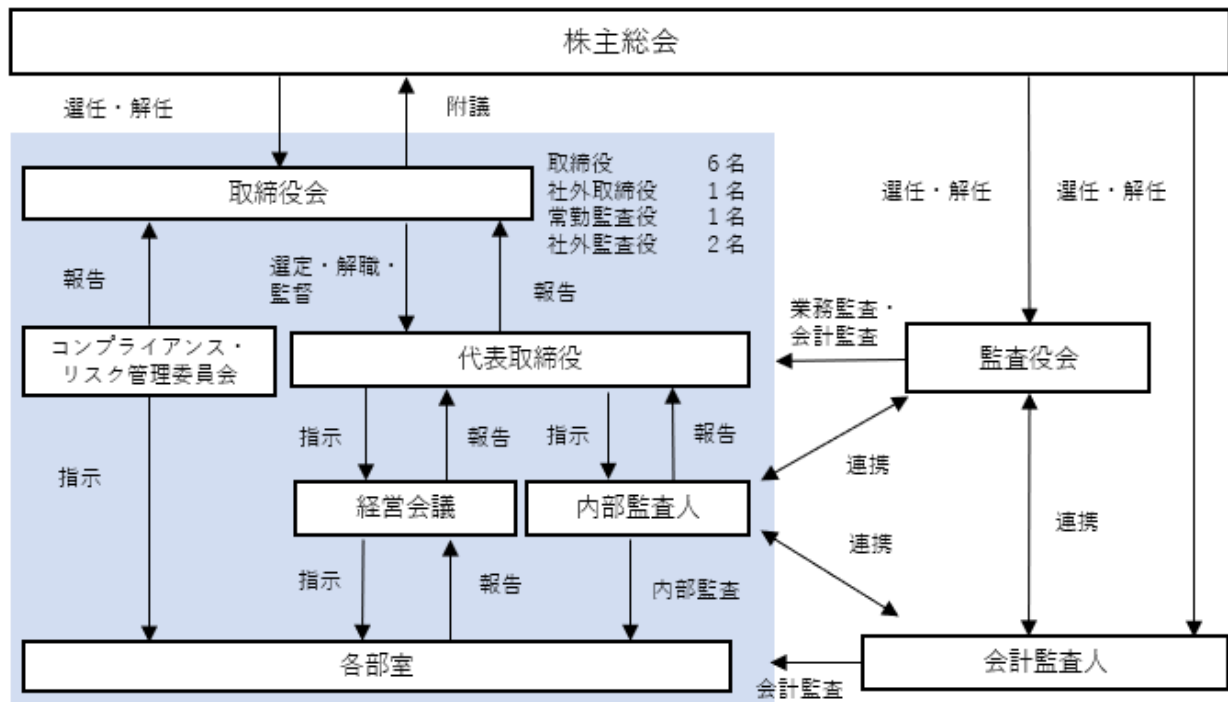 株主総会
選任・解任
附議
取締役 6名
社外取締役 1名
常勤監査役 1名
社外監査役 2名
取締役会
選任・解任
選任・解任
報告
選定・解職・
監督
報告
業務監査・
会計監査
コンプライアンス・
リスク管理委員会
代表取締役
監査役会
指示
報告
指示
報告
連携
指示
経営会議
内部監査人
連携
連携
指示
報告
内部監査
各部室
会計監査人
会計監査